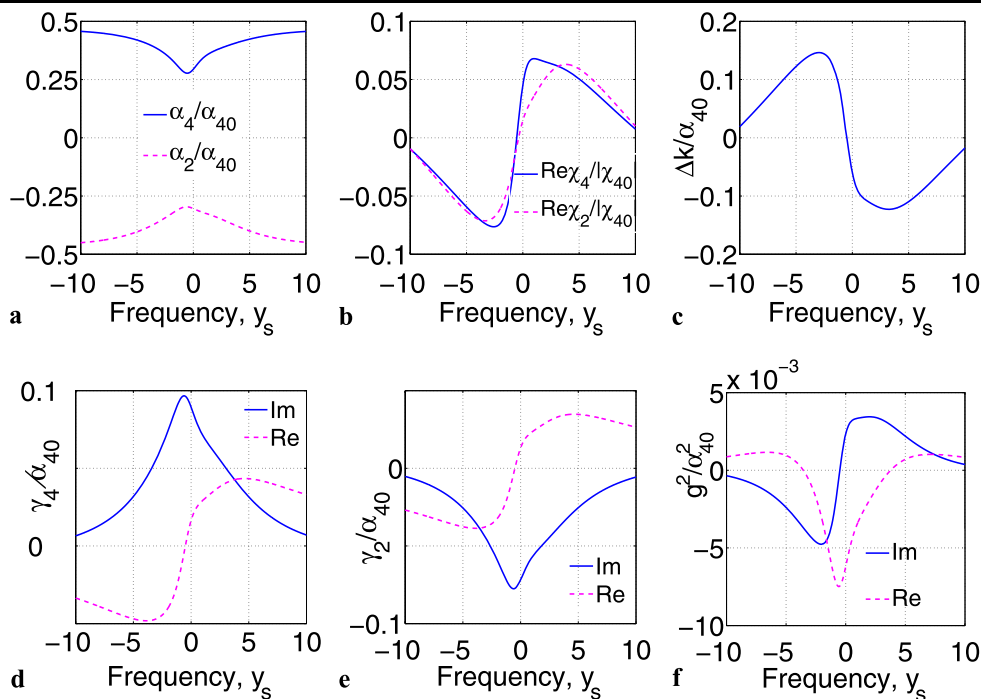 0.5
0.25
0
−0.25
−0.5
α4/α40
α2/α40
−10 −5 0 5 10
Frequency, ys
a
0.1
0.05
0
0.05
0.1
Reχ4/|χ40|
Reχ2/|χ40|
−10 −5 0 5 10
Frequency, ys
b
0.2
0.1
0
−0.1
−0.2
Δk/α40
−10 −5 0 5 10
Frequency, ys
c
0.1
0
γ4/α40
Im
Re
−10 −5 0 5 10
Frequency, ys
d
0
−0.1
γ2/α40
Im
Re
−10 −5 0 5 10
Frequency, ys
e
x 10−3
5
0
−5
−10
g2/α240
Im
Re
−10 −5 0 5 10
Frequency, ys
f